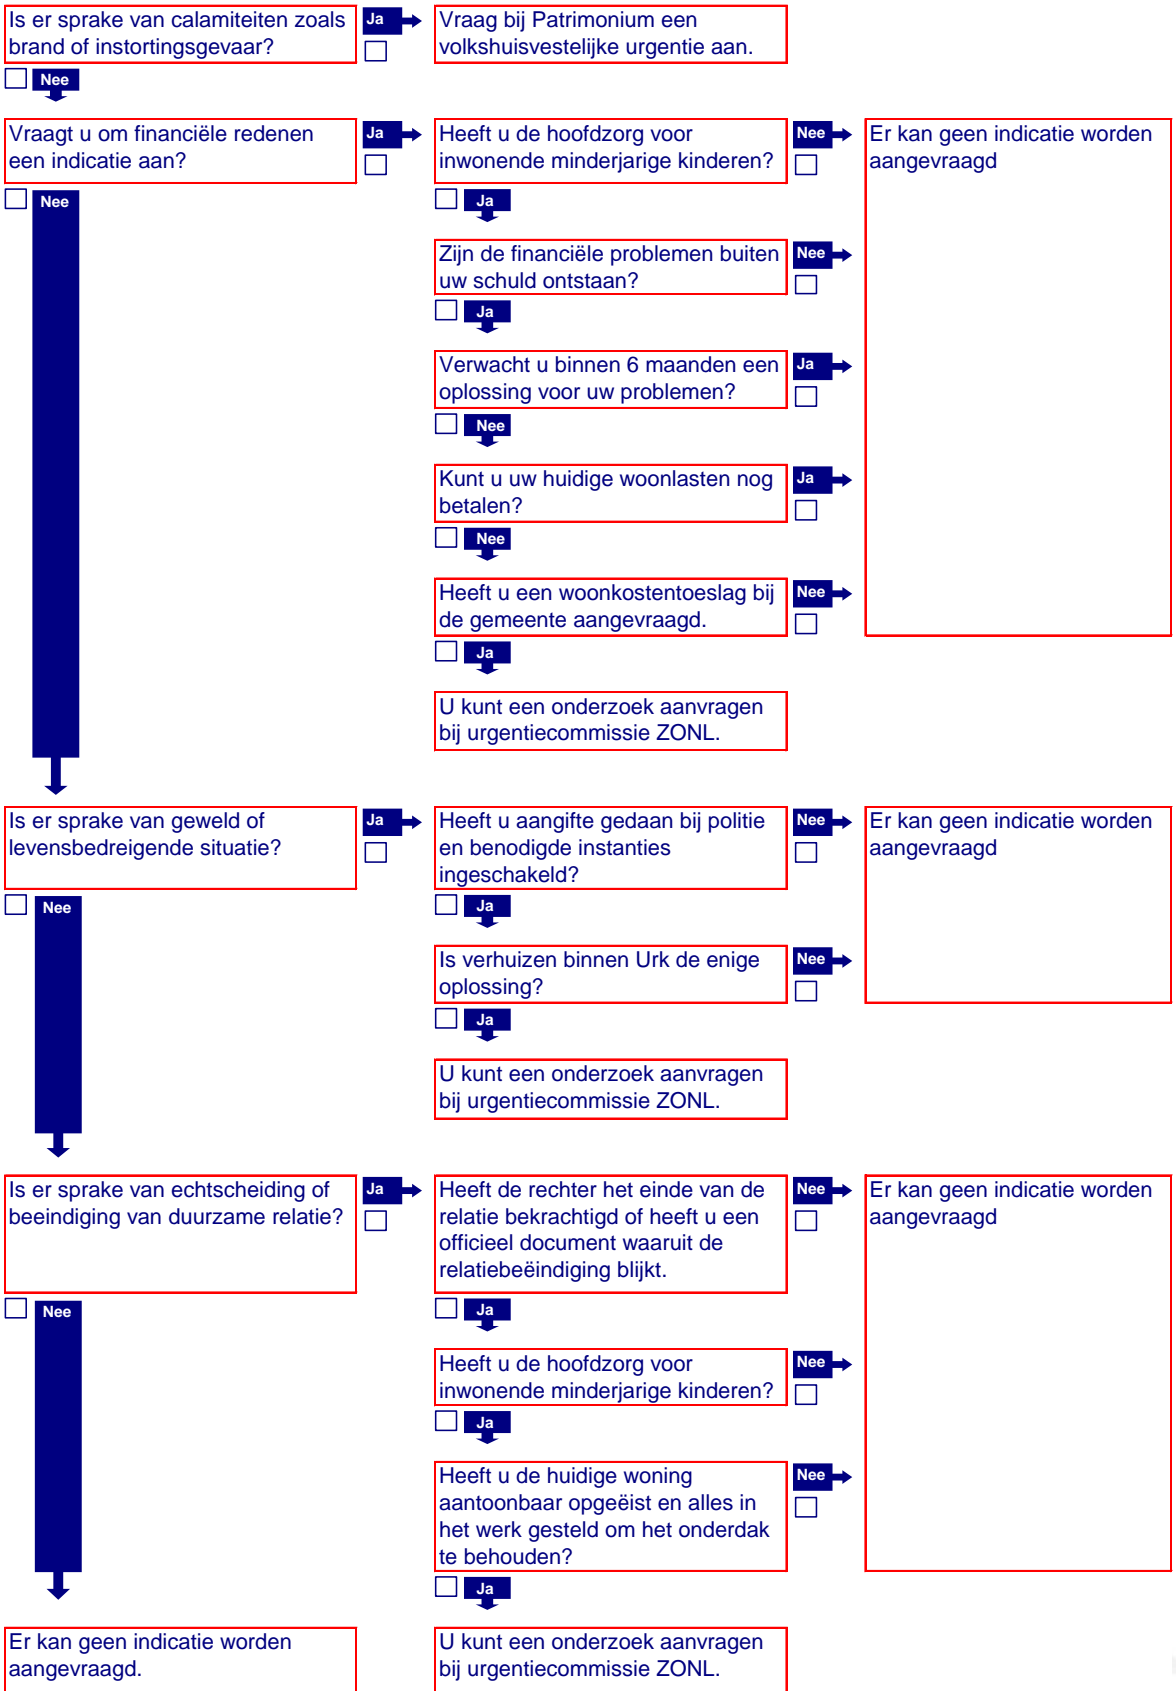 Is er sprake van calamiteiten zoals
brand of instortingsgevaar?
Ja
Vraag bij Patrimonium een
volkshuisvestelijke urgentie aan.
Nee
Vraagt u om financiële redenen
een indicatie aan?
Ja
Heeft u de hoofdzorg voor
inwonende minderjarige kinderen?
Nee
Er kan geen indicatie worden
aangevraagd
Nee
Ja
Zijn de financiële problemen buiten
uw schuld ontstaan?
Nee
Ja
Verwacht u binnen 6 maanden een
oplossing voor uw problemen?
Ja
Nee
Kunt u uw huidige woonlasten nog
betalen?
Ja
Nee
Heeft u een woonkostentoeslag bij
de gemeente aangevraagd.
Nee
Ja
U kunt een onderzoek aanvragen
bij urgentiecommissie ZONL.
Is er sprake van geweld of
levensbedreigende situatie?
Ja
Heeft u aangifte gedaan bij politie
en benodigde instanties
ingeschakeld?
Nee
Er kan geen indicatie worden
aangevraagd
Nee
Ja
Is verhuizen binnen Urk de enige
oplossing?
Nee
Ja
U kunt een onderzoek aanvragen
bij urgentiecommissie ZONL.
Is er sprake van echtscheiding of
beeindiging van duurzame relatie?
Ja
Heeft de rechter het einde van de
relatie bekrachtigd of heeft u een
officieel document waaruit de
relatiebeëindiging blijkt.
Nee
Er kan geen indicatie worden
aangevraagd
Nee
Ja
Heeft u de hoofdzorg voor
inwonende minderjarige kinderen?
Nee
Ja
Heeft u de huidige woning
aantoonbaar opgeëist en alles in
het werk gesteld om het onderdak
te behouden?
Nee
Ja
Er kan geen indicatie worden
aangevraagd.
U kunt een onderzoek aanvragen
bij urgentiecommissie ZONL.